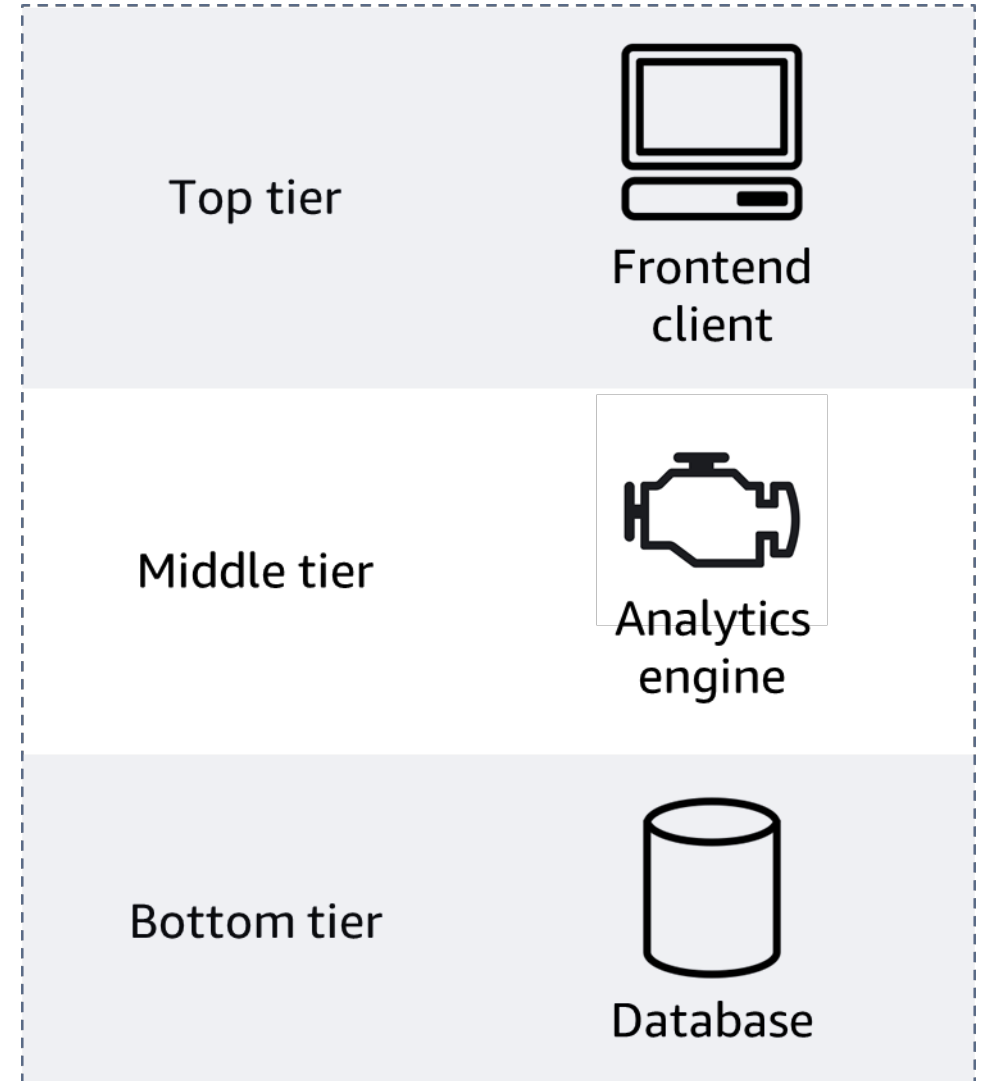 Top tier
Frontend
client
Middle tier
Analytics
engine
Bottom tier
Database